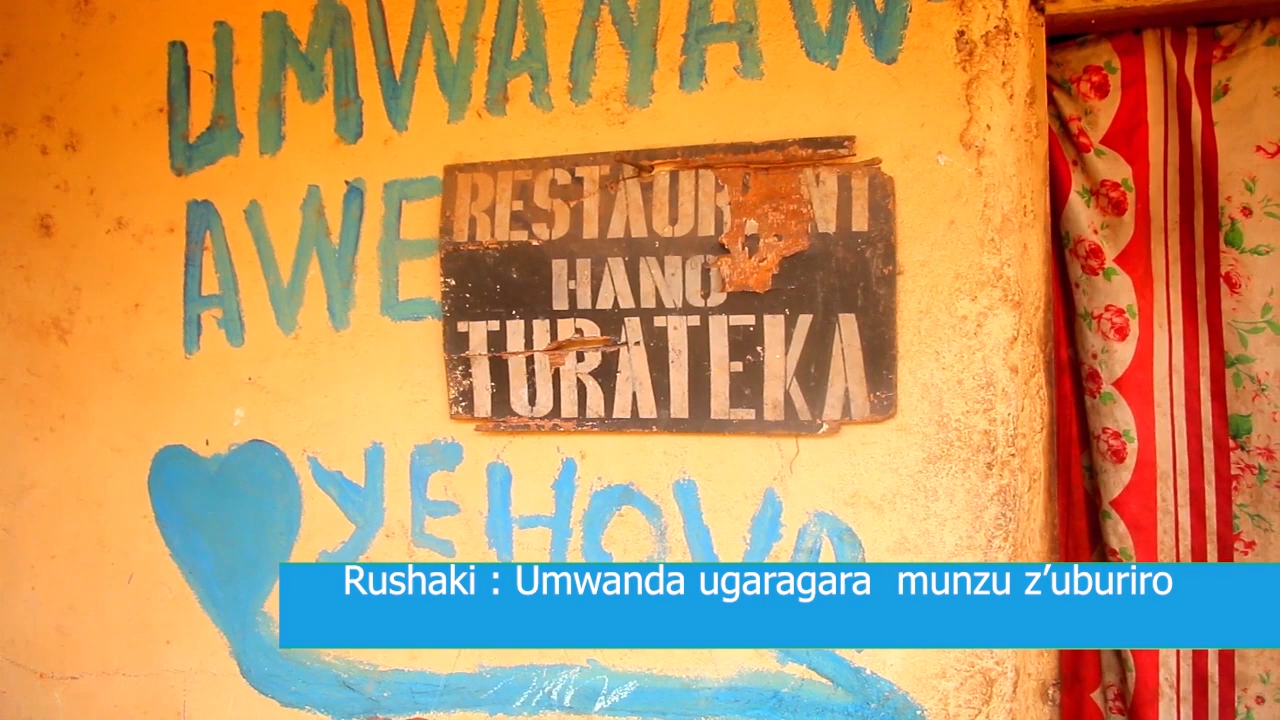 UMWANAW
AWE
RESTAURANT
HANO
TURATEKA
YEHOVA
Rushaki : Umwanda ugaragara munzu z’uburiro